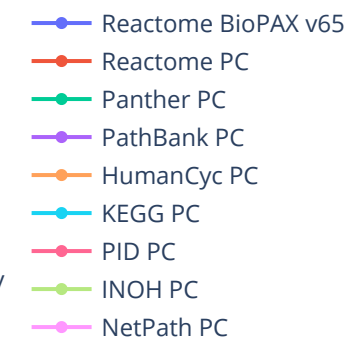 Reactome BioPAX v65
Reactome PC
Panther PC
PathBank PC
HumanCyc PC
KEGG PC
PID PC
INOH PC
NetPath PC